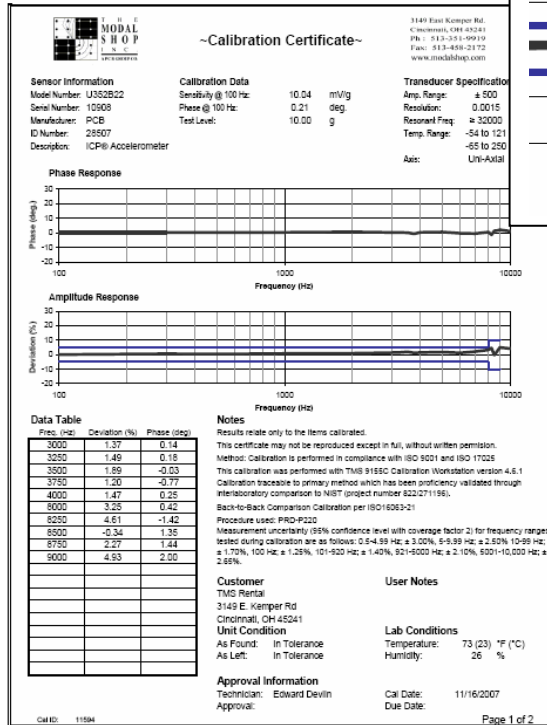 THE
MODAL
SHOP
INC
~Calibration Certificate~
3149 East Kemper Rd.
Cincinnati, OH 45241
Ph : 513-351-9919
Fax: 513-458-2172
www.modalshop.com
Sensor Information
Model Number: U352B22
Serial Number: 10908
Manufacturer: PCB
ID Number: 28507
Description: ICP® Accelerometer
Calibration Data
Sensitivity @ 100 Hz: 10.04 mV/g
Phase @ 100 Hz: 0.21 deg.
Test Level: 10.00 g
Transducer Specification
Amp. Range: ± 500
Resolution: 0.0015
Resonant Freq: ≥ 32000
Temp. Range: -54 to 121
-65 to 250
Axis: Uni-Axial
Phase Response
30
20
10
0
-10
-20
Phase (deg.)
100 1000 10000
Frequency (Hz)
Amplitude Response
30
20
10
0
-10
-20
Deviation (%)
100 1000 10000
Frequency (Hz)
Data Table
Freq. (Hz) Deviation (%) Phase (deg)
3000 1.37 0.14
3250 1.49 0.18
3500 1.89 -0.03
3750 1.20 -0.77
4000 1.47 0.25
8000 3.25 0.42
8250 4.61 -1.42
8500 -0.34 1.35
8750 2.27 1.44
9000 4.93 2.00
Notes
Results relate only to the items calibrated.
This certificate may not be reproduced except in full, without written permision.
Method: Calibration is performed in compliance with ISO 9001 and ISO 17025
This calibration was performed with TMS 9155C Calibration Workstation version 4.6.1
Calibration traceable to primary method which has been proficiency validated through
interlaboratory comparison to NIST (project number 822/271196).
Back-to-Back Comparison Calibration per ISO16063-21
Procedure used: PRD-P220
Measurement uncertainty (95% confidence level with coverage factor 2) for frequency ranges
tested during calibration are as follows: 0.5-4.99 Hz; ± 3.00%, 5-9.99 Hz; ± 2.50% 10-99 Hz;
± 1.70%, 100 Hz; ± 1.25%, 101-920 Hz; ± 1.40%, 921-5000 Hz; ± 2.10%, 5001-10,000 Hz; ±
2.65%.
Customer
TMS Rental
3149 E. Kemper Rd
Cincinnati, OH 45241
User Notes
Unit Condition
As Found: In Tolerance
As Left: In Tolerance
Lab Conditions
Temperature: 73 (23) °F (°C)
Humidity: 26 %
Approval Information
Technician: Edward Devlin
Approval:
Cal Date: 11/16/2007
Due Date:
Cal ID: 11594
Page 1 of 2